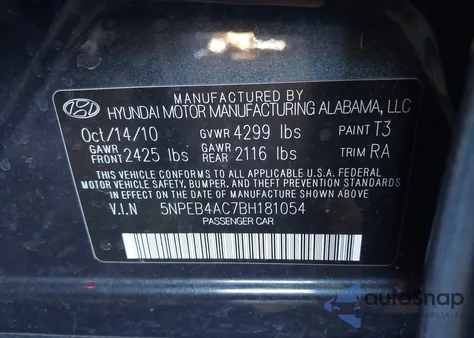 MANUFACTURED BY
HYUNDAI MOTOR MANUFACTURING ALABAMA, LLC
Oct/14/10 GVWR 4299 lbs PAINT T3
GAWR FRONT 2425 lbs GAWR REAR 2116 lbs TRIM RA
THIS VEHICLE CONFORMS TO ALL APPLICABLE U.S.A. FEDERAL
MOTOR VEHICLE SAFETY, BUMPER, AND THEFT PREVENTION
STANDARDS IN EFFECT ON THE DATE OF MANUFACTURE SHOWN ABOVE
V.I.N 5NPEB4AC7BH181054
PASSENGER CAR
autoSnap